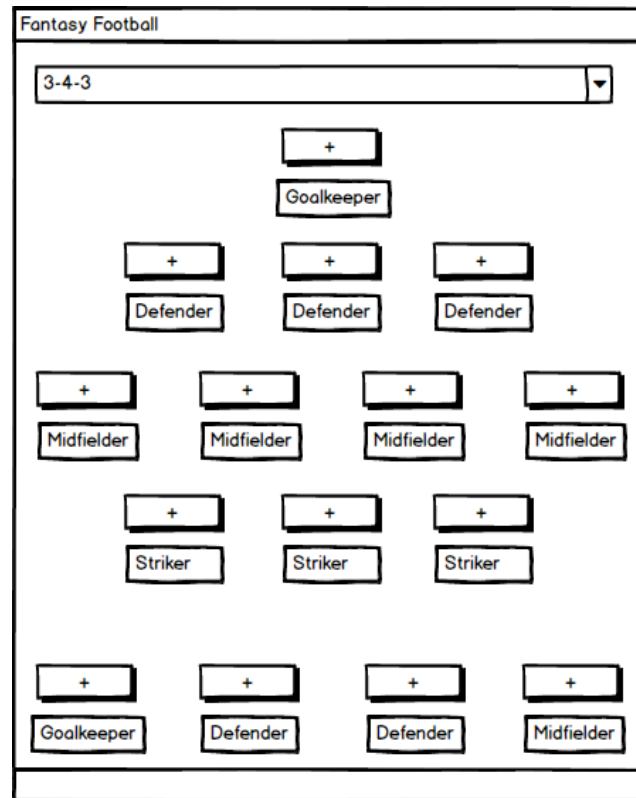 Fantasy Football
3-4-3
+
Goalkeeper
+ + +
Defender Defender Defender
+ + + +
Midfielder Midfielder Midfielder Midfielder
+ + +
Striker Striker Striker
+ + + +
Goalkeeper Defender Defender Midfielder